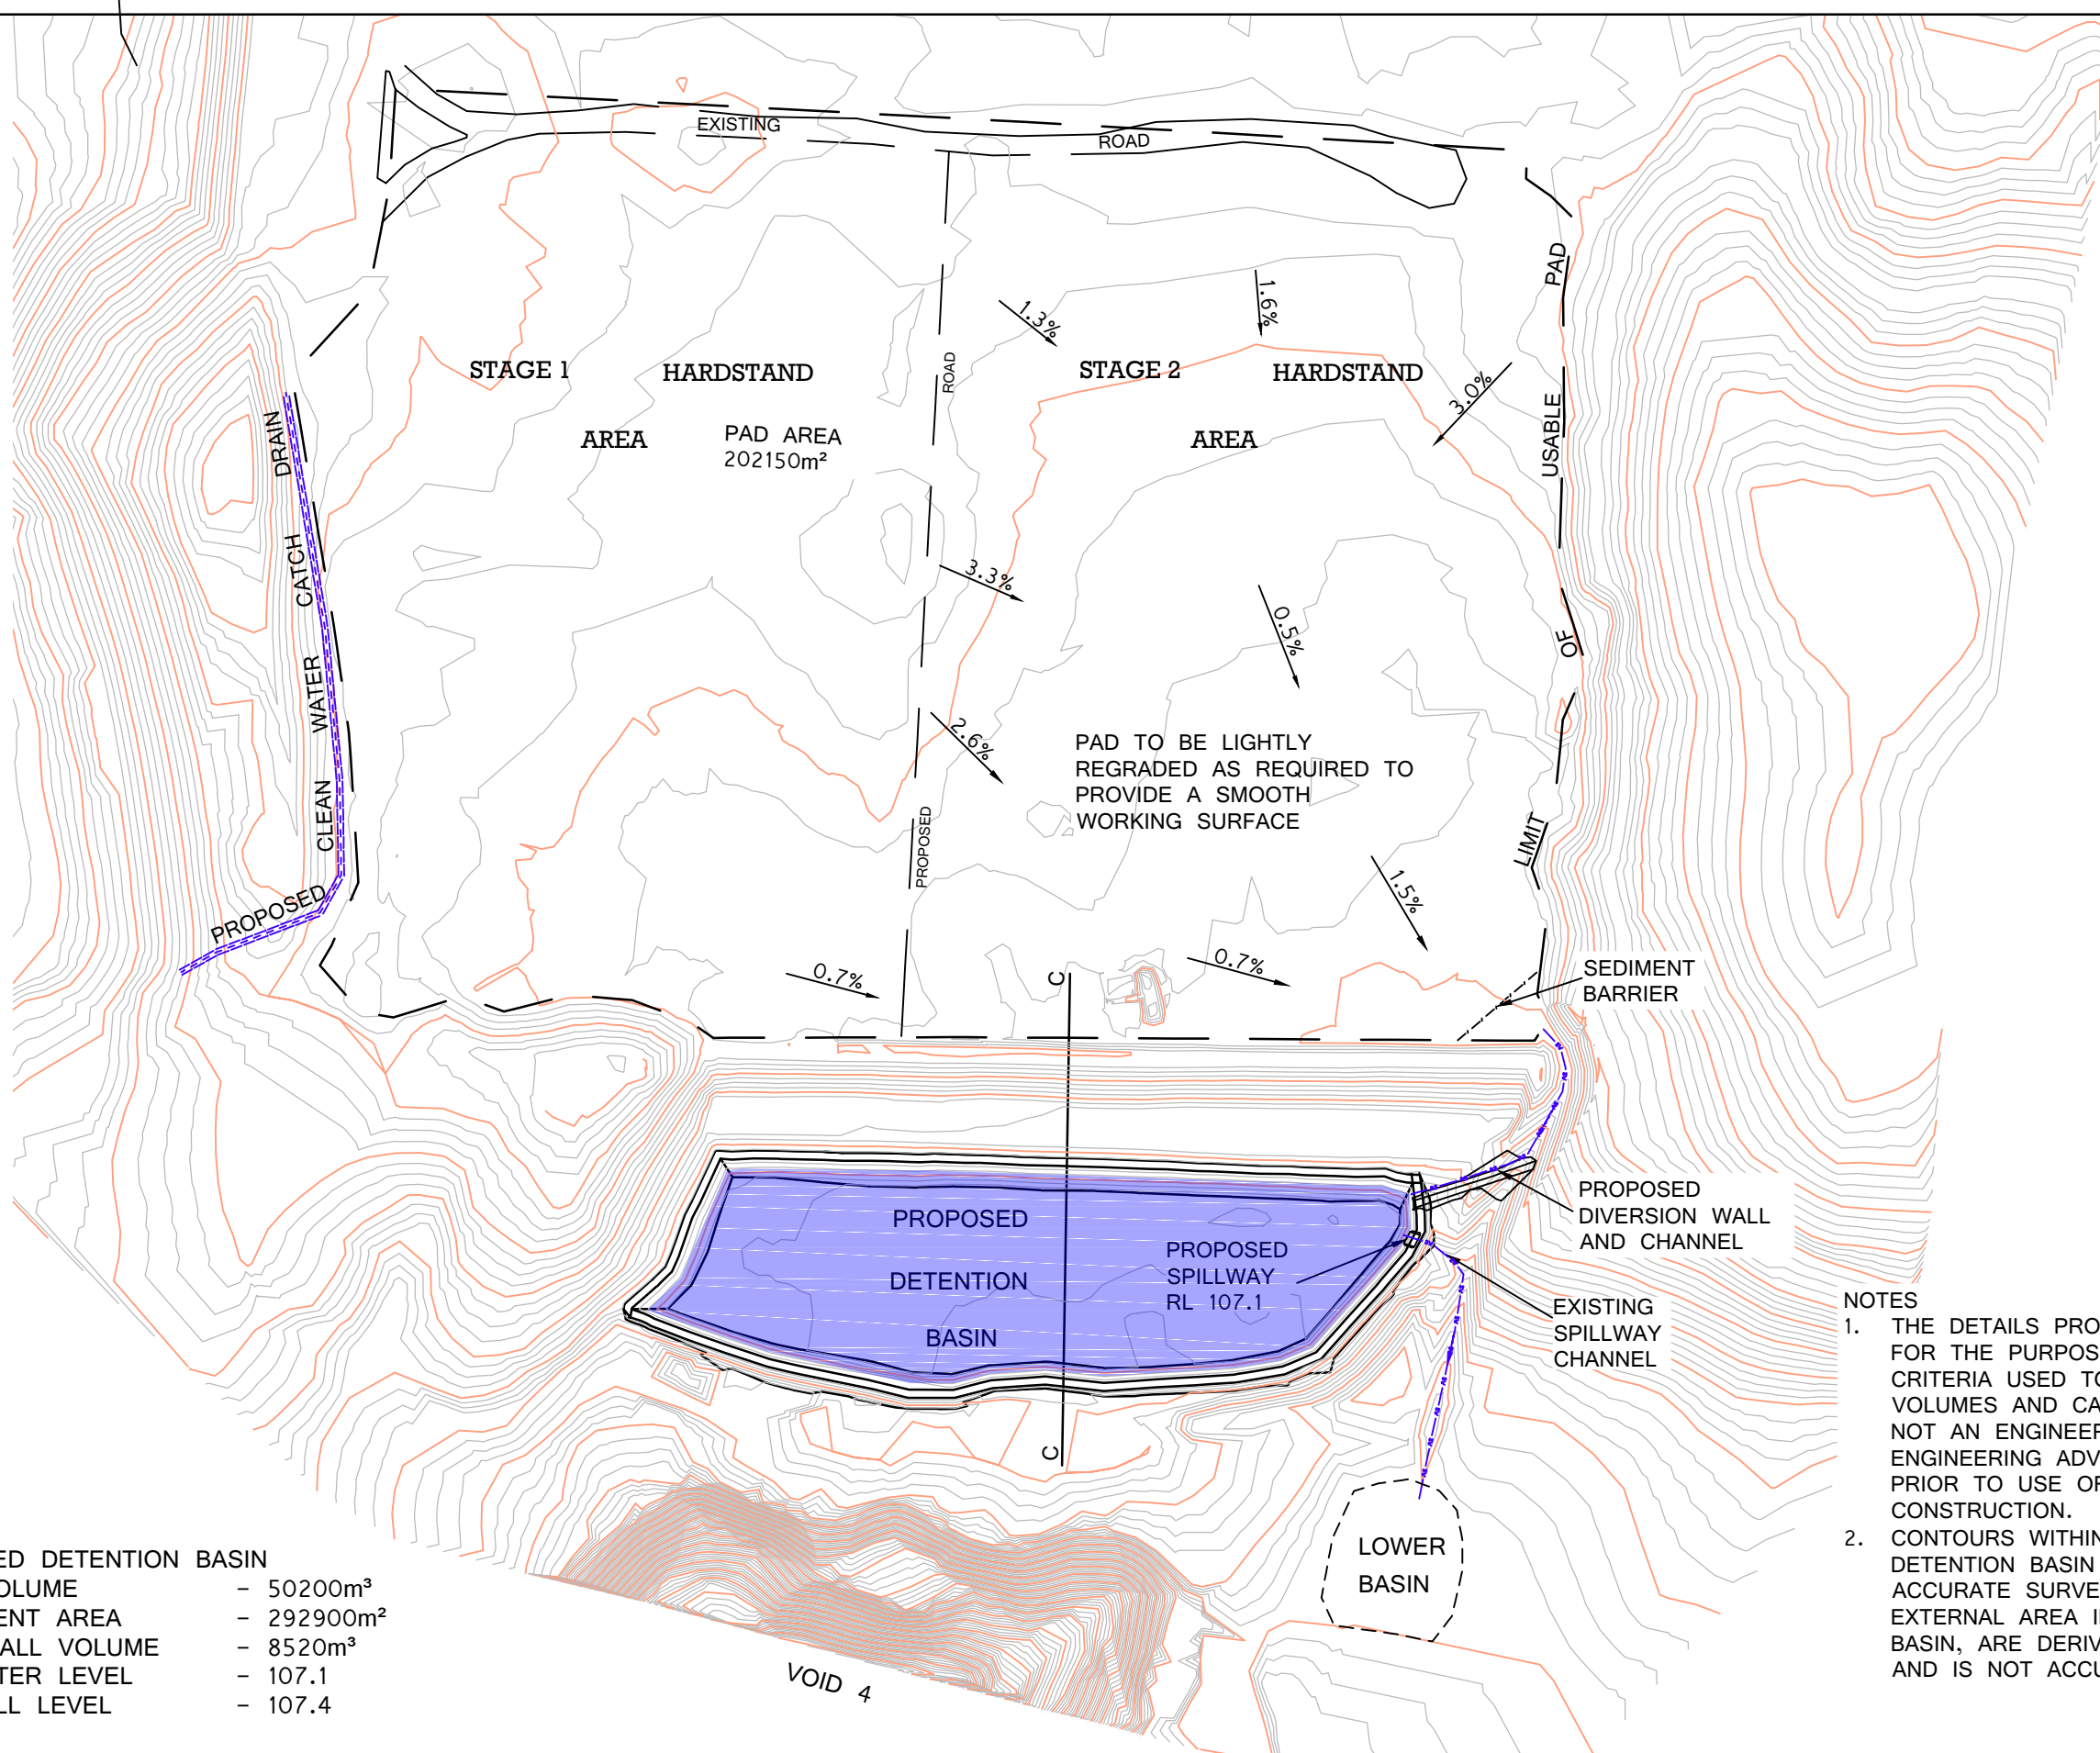 EXISTING
ROAD
PAD
USABLE
OF
LIMIT
1.3%
1.6%
3.0%
STAGE 1 HARDSTAND
AREA
PAD AREA
202150m²
STAGE 2 HARDSTAND
AREA
ROAD
PROPOSED
DRAIN
CATCH
WATER
CLEAN
PROPOSED
3.3%
0.5%
2.6%
PAD TO BE LIGHTLY
REGRADED AS REQUIRED TO
PROVIDE A SMOOTH
WORKING SURFACE
1.5%
0.7%
0.7%
C
SEDIMENT
BARRIER
PROPOSED
DETENTION
BASIN
PROPOSED
SPILLWAY
RL 107.1
PROPOSED
DIVERSION WALL
AND CHANNEL
EXISTING
SPILLWAY
CHANNEL
C
LOWER
BASIN
VOID 4
ED DETENTION BASIN
OLUME – 50200m³
ENT AREA – 292900m²
ALL VOLUME – 8520m³
TER LEVEL – 107.1
LL LEVEL – 107.4
NOTES
1. THE DETAILS PRO
FOR THE PURPOS
CRITERIA USED TO
VOLUMES AND CA
NOT AN ENGINEER
ENGINEERING ADV
PRIOR TO USE OR
CONSTRUCTION.
2. CONTOURS WITHIN
DETENTION BASIN
ACCURATE SURVE
EXTERNAL AREA I
BASIN, ARE DERIV
AND IS NOT ACCU